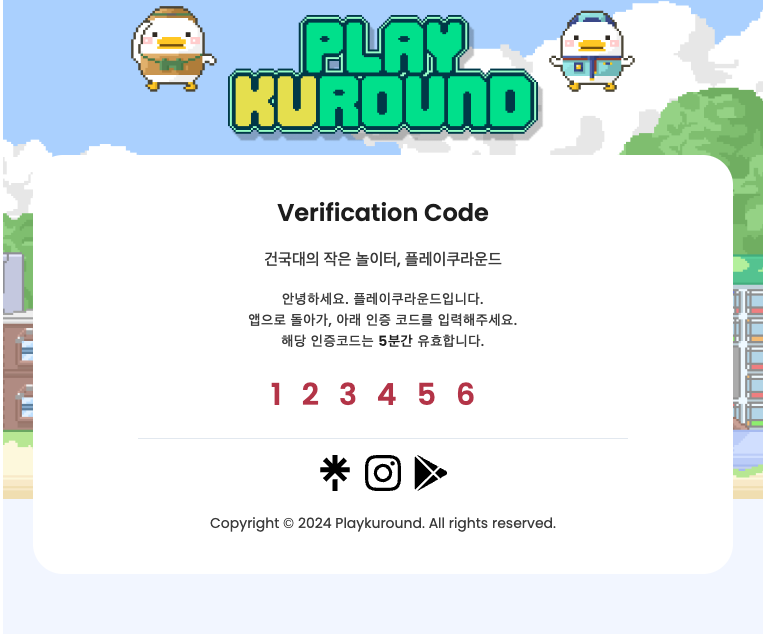 PLAY
KUROUND
Verification Code
건국대의 작은 놀이터, 플레이쿠라운드
안녕하세요. 플레이쿠라운드입니다.
앱으로 돌아가, 아래 인증 코드를 입력해주세요.
해당 인증코드는 5분간 유효합니다.
1 2 3 4 5 6
Copyright © 2024 Playkuround. All rights reserved.